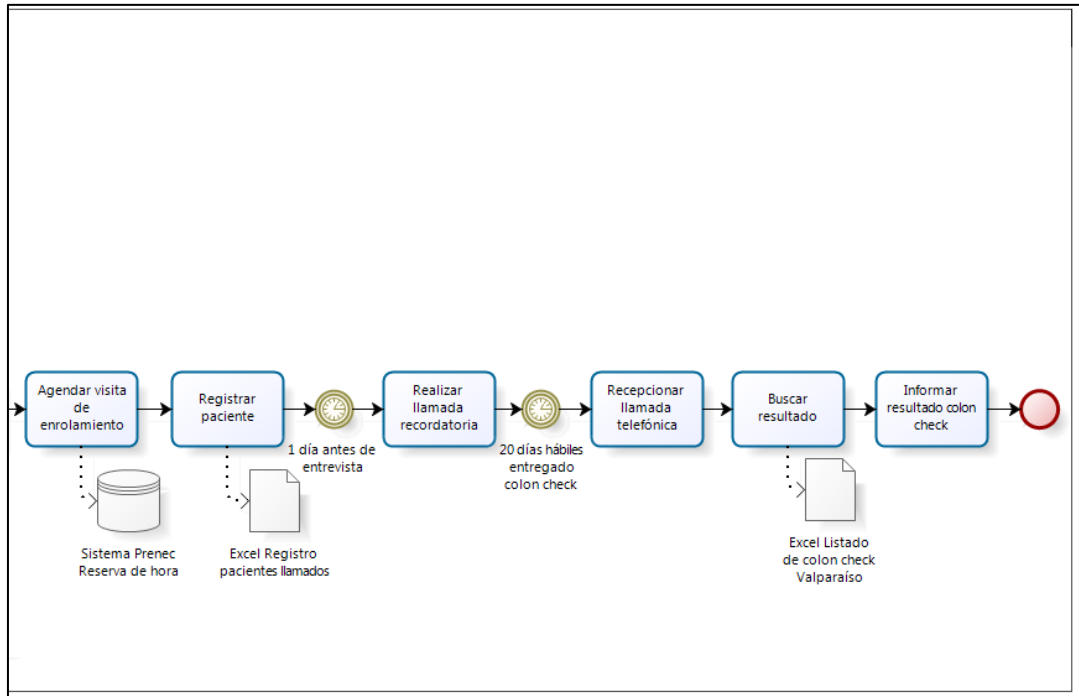 Agendar visita
de
enrolamiento
Registrar
paciente
1 día antes de
entrevista
Realizar
llamada
recordatoria
20 días hábiles
entregado
colon check
Recepcionar
llamada
telefónica
Buscar
resultado
Informar
resultado colon
check
Sistema Prenec
Reserva de hora
Excel Registro
pacientes llamados
Excel Listado
de colon check
Valparaíso